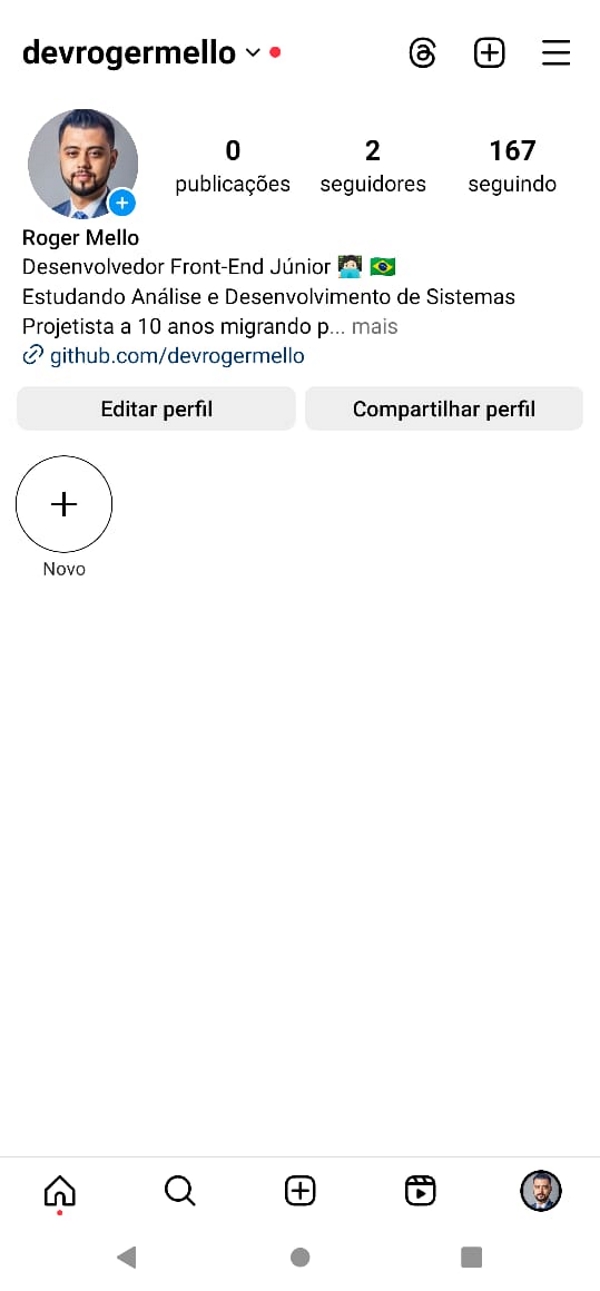 devrogermello
0 2 167
publicações seguidores seguindo
Roger Mello
Desenvolvedor Front-End Júnior 🧑🏻‍💻 🇧🇷
Estudando Análise e Desenvolvimento de Sistemas
Projetista a 10 anos migrando p... mais
github.com/devrogermello
Editar perfil Compartilhar perfil
Novo